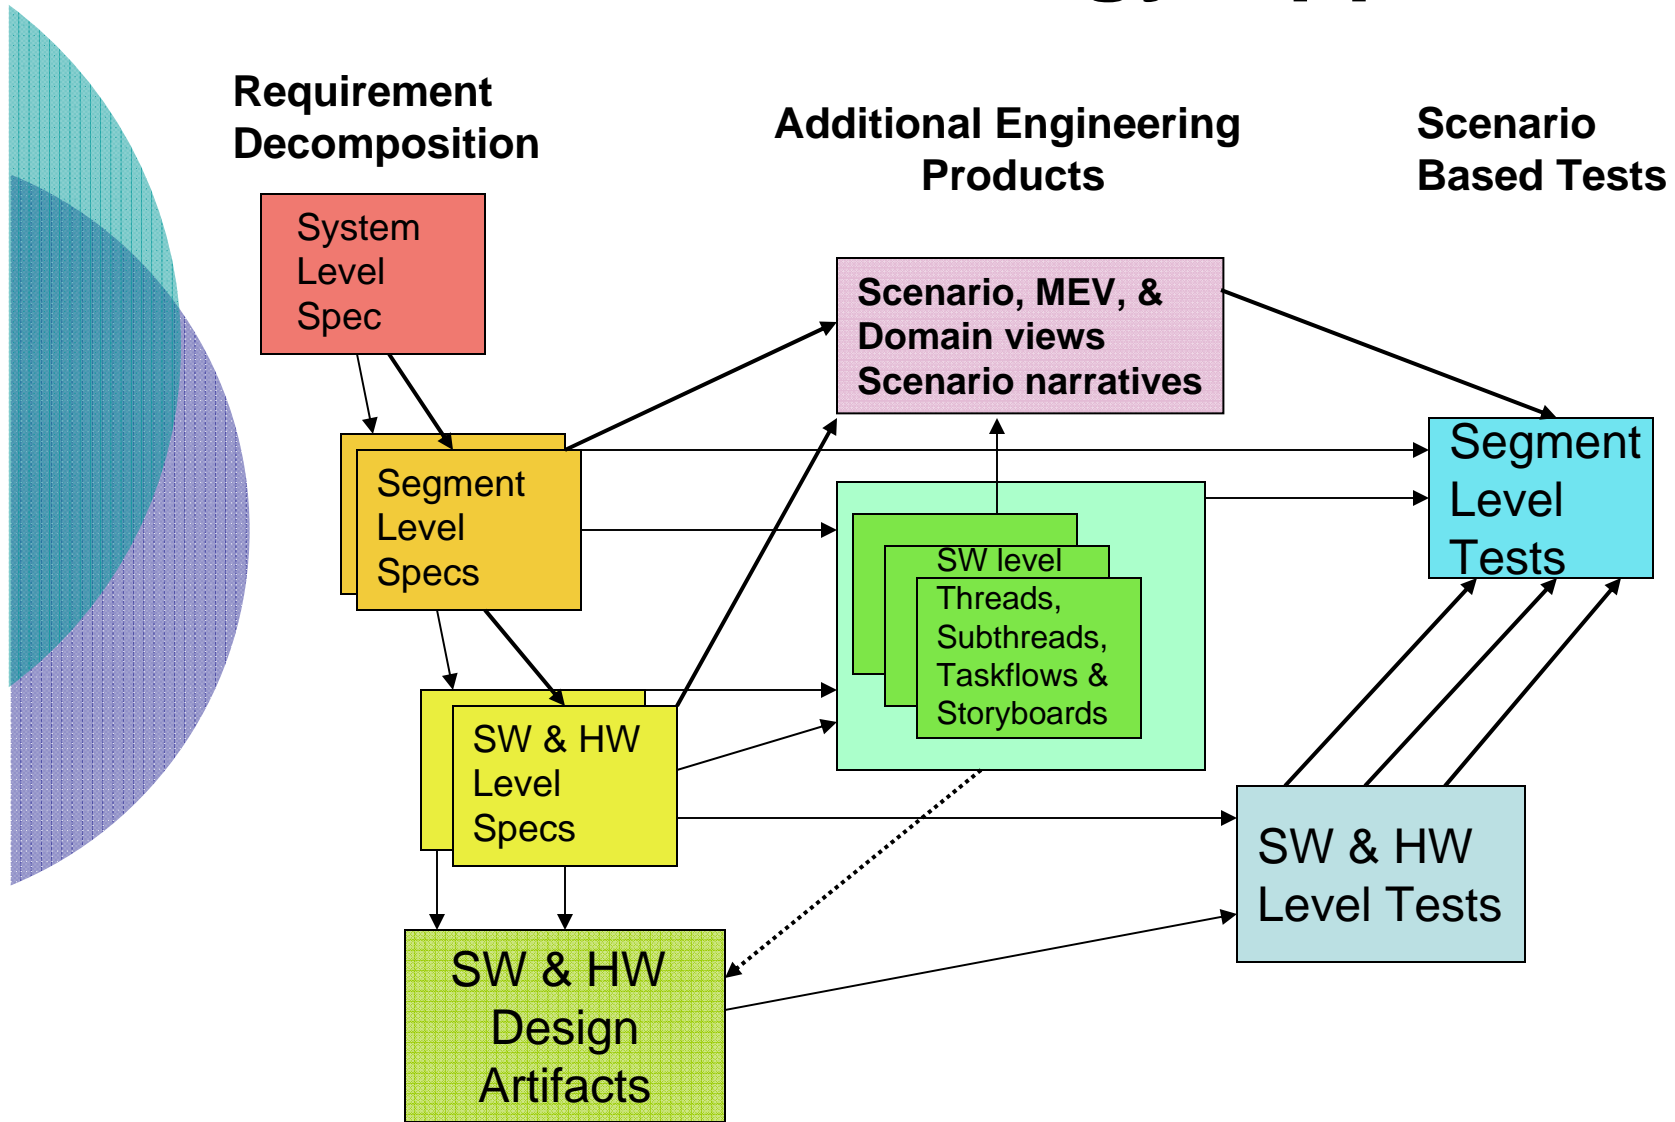 Requirement
Decomposition
Additional Engineering
Products
Scenario
Based Tests
System
Level
Spec
Scenario, MEV, &
Domain views
Scenario narratives
Segment
Level
Specs
SW level
Threads,
Subthreads,
Taskflows &
Storyboards
Segment
Level
Tests
SW & HW
Level
Specs
SW & HW
Level Tests
SW & HW
Design
Artifacts